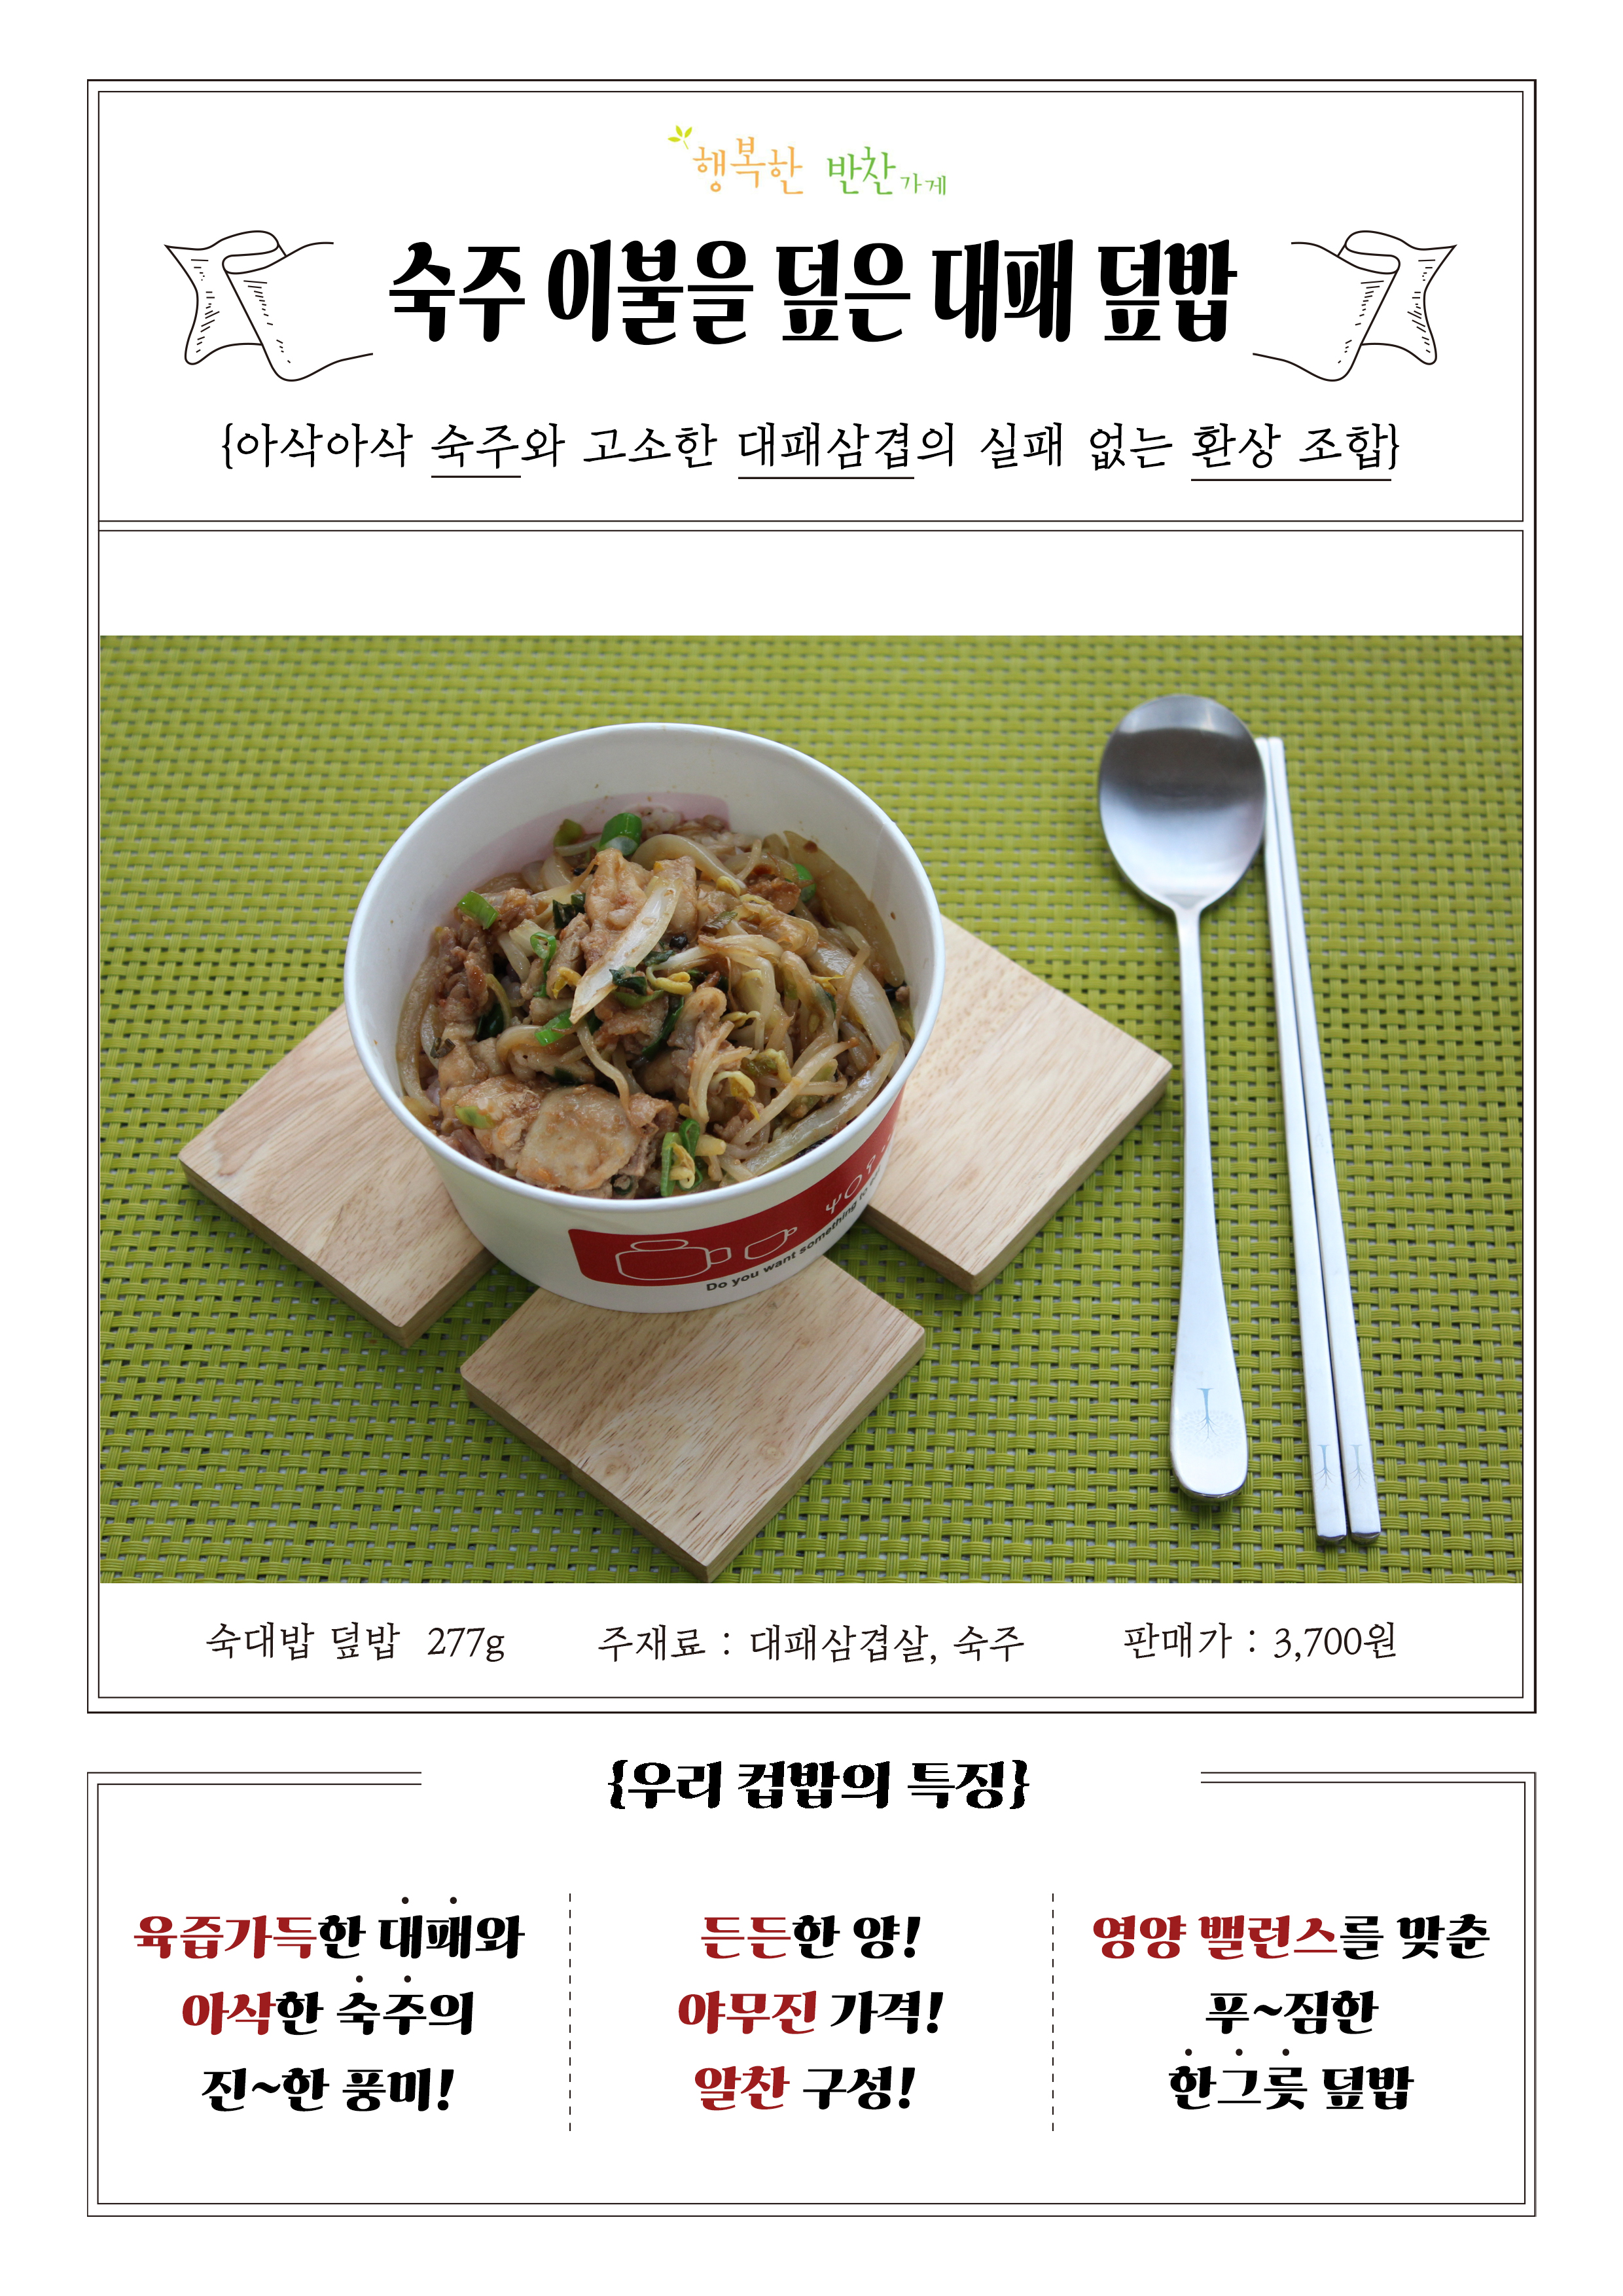 행복한 반찬가게
숙주 이불을 덮은 대패 덮밥
{아삭아삭 숙주와 고소한 대패삼겹의 실패 없는 환상 조합}
Do you want something to
숙대밥 덮밥 277g 주재료 : 대패삼겹살, 숙주 판매가 : 3,700원
{우리 컵밥의 특징}
육즙가득한 대패와
아삭한 숙주의
진~한 풍미!
든든한 양!
야무진 가격!
알찬 구성!
영양 밸런스를 맞춘
푸~짐한
한그릇 덮밥